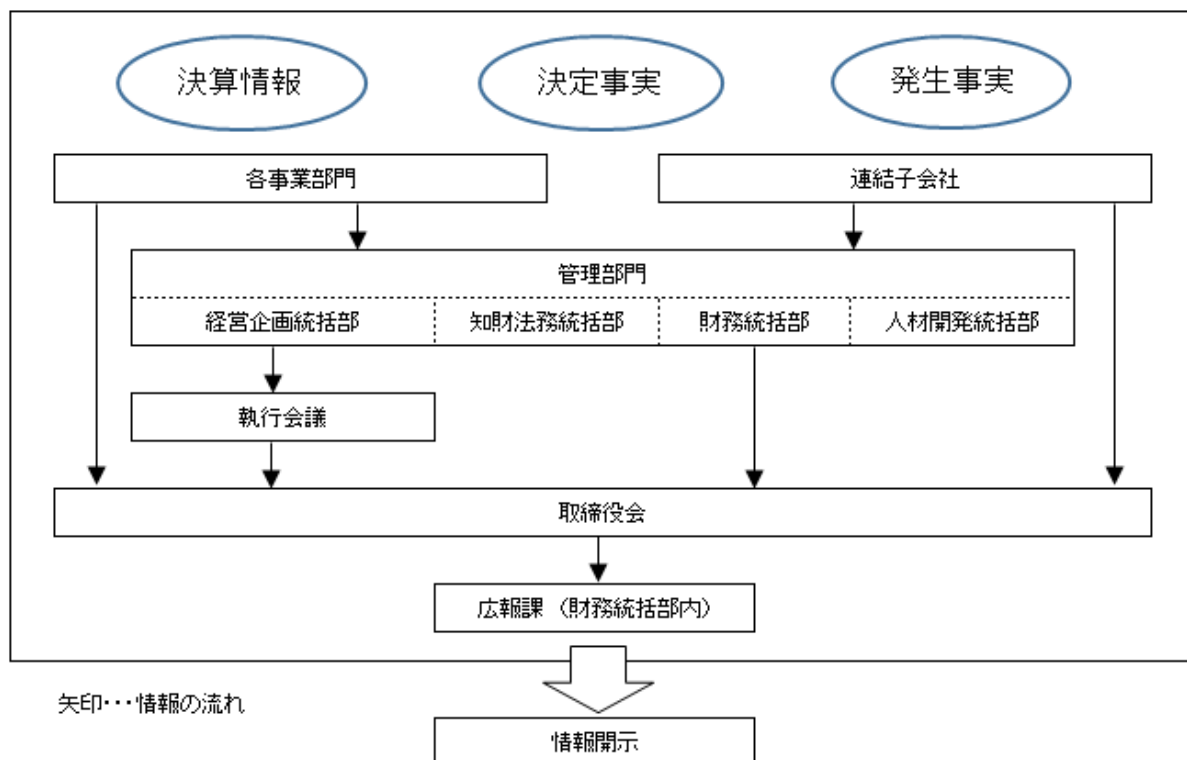 決算情報
決定事実
発生事実
各事業部門
連結子会社
管理部門
経営企画統括部
知財法務統括部
財務統括部
人材開発統括部
執行会議
取締役会
広報課（財務統括部内）
矢印･･･情報の流れ
情報開示